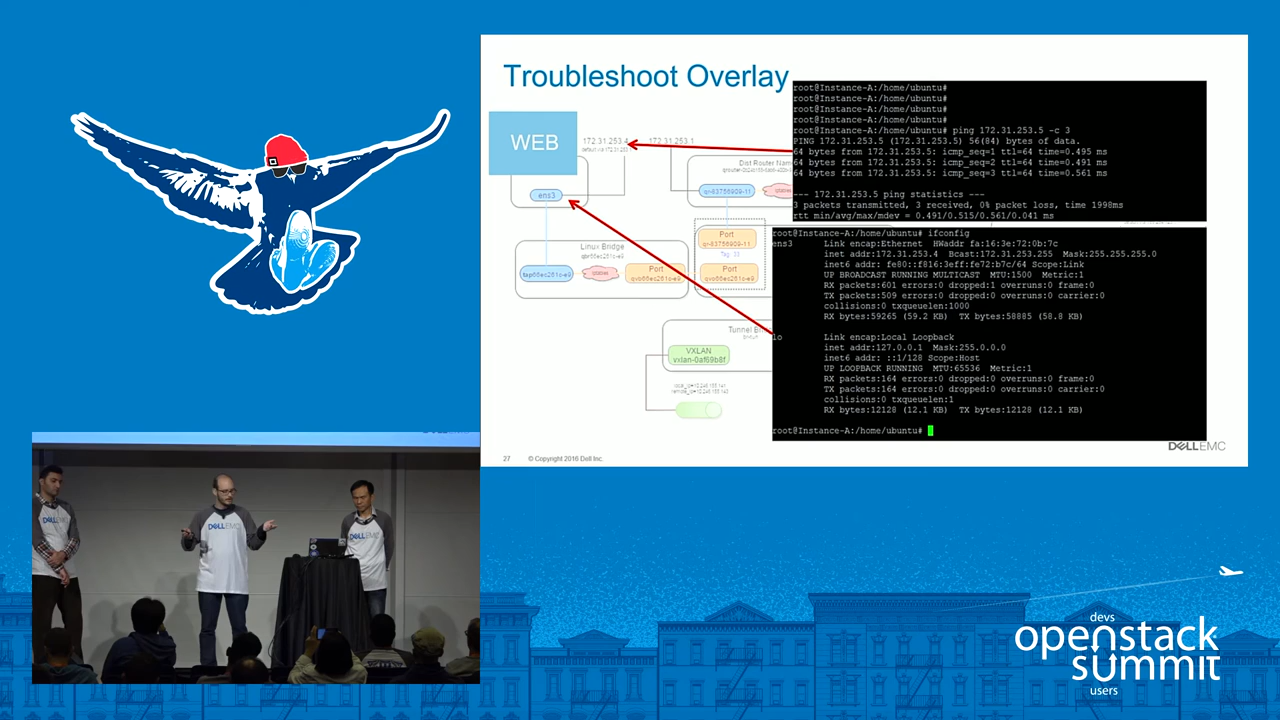 Troubleshoot Overlay
WEB
172.31.253.4
172.31.253.1
ens3
Dist Router Name
qr-83756909-11
Port
qr-83756909-11
Port
Linux Bridge
Port
Tunnel
VXLAN
vxlan-0af69b8f
root@Instance-A:/home/ubuntu#
root@Instance-A:/home/ubuntu#
root@Instance-A:/home/ubuntu#
root@Instance-A:/home/ubuntu#
root@Instance-A:/home/ubuntu# ping 172.31.253.5 -c 3
PING 172.31.253.5 (172.31.253.5) 56(84) bytes of data.
64 bytes from 172.31.253.5: icmp_seq=1 ttl=64 time=0.495 ms
64 bytes from 172.31.253.5: icmp_seq=2 ttl=64 time=0.491 ms
64 bytes from 172.31.253.5: icmp_seq=3 ttl=64 time=0.561 ms
--- 172.31.253.5 ping statistics ---
3 packets transmitted, 3 received, 0% packet loss, time 1998ms
rtt min/avg/max/mdev = 0.491/0.515/0.561/0.041 ms
root@Instance-A:/home/ubuntu# ifconfig
ens3 Link encap:Ethernet HWaddr fa:16:3e:72:0b:7c
inet addr:172.31.253.4 Bcast:172.31.253.255 Mask:255.255.255.0
inet6 addr: fe80::f816:3eff:fe72:b7c/64 Scope:Link
UP BROADCAST RUNNING MULTICAST MTU:1500 Metric:1
RX packets:601 errors:0 dropped:1 overruns:0 frame:0
TX packets:509 errors:0 dropped:0 overruns:0 carrier:0
collisions:0 txqueuelen:1000
RX bytes:59265 (59.2 KB) TX bytes:58885 (58.8 KB)
lo Link encap:Local Loopback
inet addr:127.0.0.1 Mask:255.0.0.0
inet6 addr: ::1/128 Scope:Host
UP LOOPBACK RUNNING MTU:65536 Metric:1
RX packets:164 errors:0 dropped:0 overruns:0 frame:0
TX packets:164 errors:0 dropped:0 overruns:0 carrier:0
collisions:0 txqueuelen:1
RX bytes:12128 (12.1 KB) TX bytes:12128 (12.1 KB)
root@Instance-A:/home/ubuntu#
27 © Copyright 2016 Dell Inc.
DELLEMC
DELLEMC
DELLEMC
DELLEMC
devs
openstack
summit
users